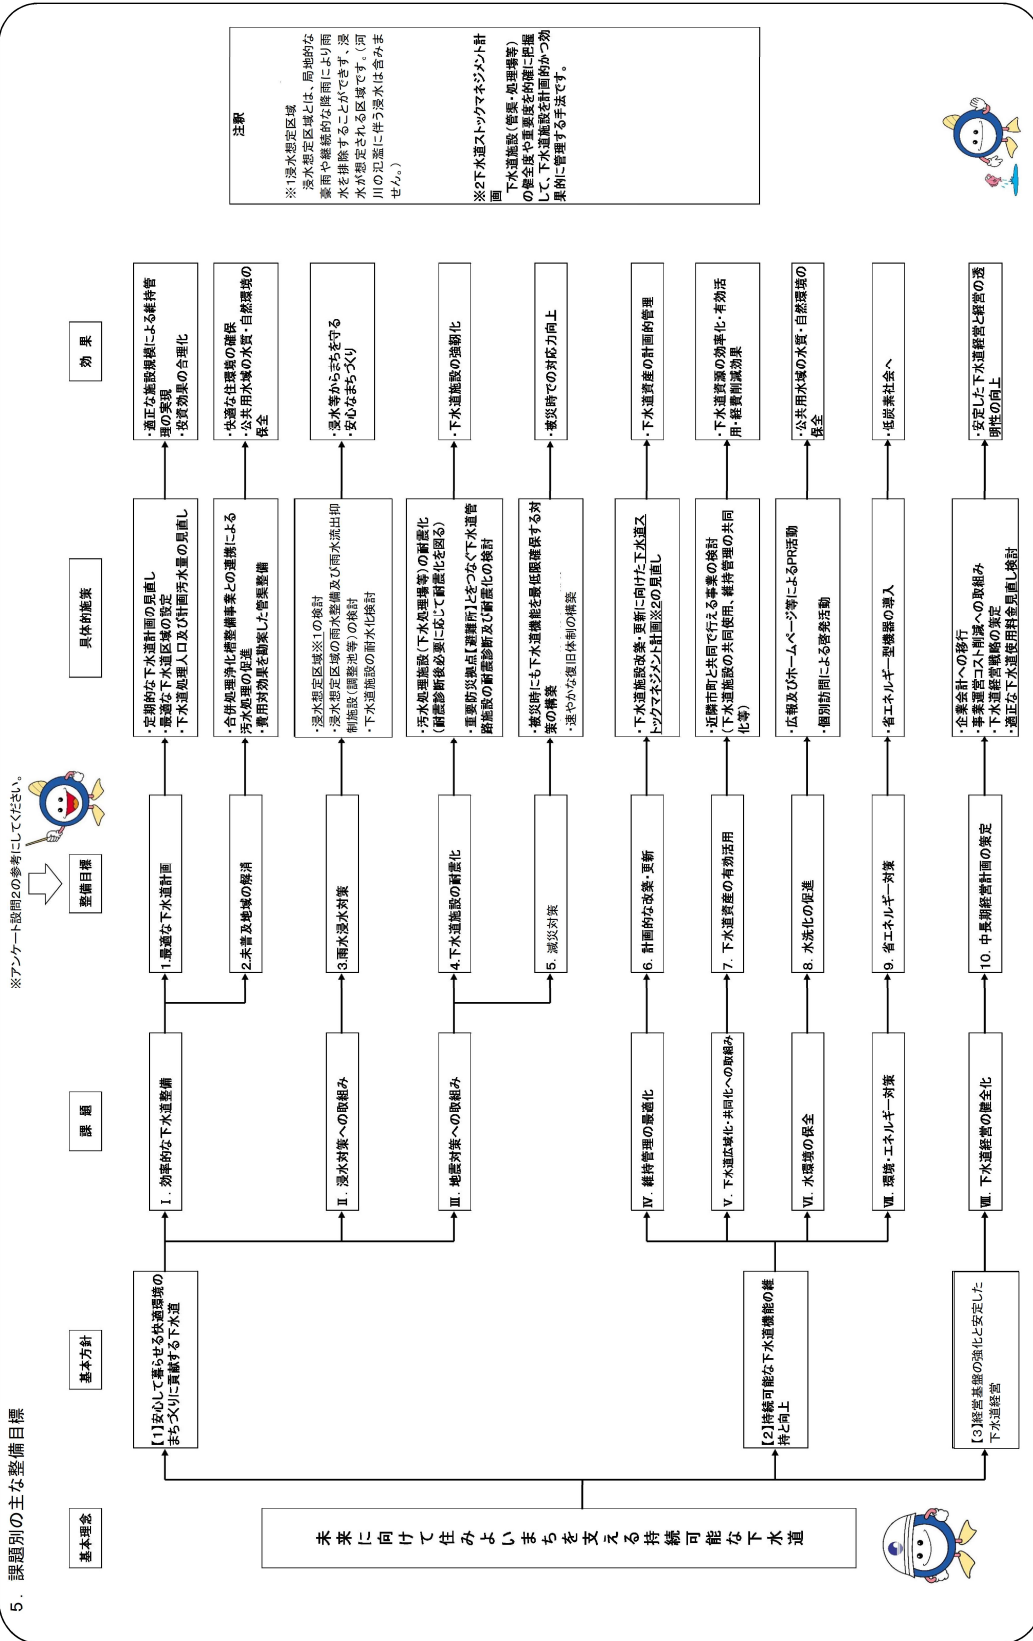 5. 課題別の主な整備目標
※アンケート設問2の参考にしてください。
基本理念
基本方針
課 題
整備目標
具体的施策
効 果
未来に向けて住みよいまちを支える持続可能な下水道
【1】安心して暮らせる快適環境の
まちづくりに貢献する下水道
【2】持続可能な下水道機能の維
持と向上
【3】経営基盤の強化と安定した
下水道経営
Ⅰ. 効率的な下水道整備
Ⅱ. 浸水対策への取組み
Ⅲ. 地震対策への取組み
Ⅳ. 維持管理の最適化
Ⅴ. 下水道広域化・共同化への取組み
Ⅵ. 水環境の保全
Ⅶ. 環境・エネルギー対策
Ⅷ. 下水道経営の健全化
1.最適な下水道計画
2.未普及地域の解消
3.雨水浸水対策
4.下水道施設の耐震化
5. 減災対策
6. 計画的な改築・更新
7. 下水道資産の有効活用
8. 水洗化の促進
9. 省エネルギー対策
10. 中長期経営計画の策定
・定期的な下水道計画の見直し
・最適な下水道区域の設定
・下水道処理人口及び計画汚水量の見直し
・合併処理浄化槽整備事業との連携による
汚水処理の促進
・費用対効果を勘案した管渠整備
・浸水想定区域※1の検討
・浸水想定区域の雨水整備及び雨水流出抑
制施設(調整池等)の検討
・下水道施設の耐水化検討
・汚水処理施設(下水処理場等)の耐震化
(耐震診断後必要に応じて耐震化を図る)
・重要防災拠点【避難所】とをつなぐ下水道管
路施設の耐震診断及び耐震化の検討
・被災時にも下水道機能を最低限確保する対
策の構築
・速やかな復旧体制の構築
・下水道施設改築・更新に向けた下水道ス
トックマネジメント計画※2の見直し
・近隣市町と共同で行える事業の検討
(下水道施設の共同使用、維持管理の共同
化等)
・広報及びホームページ等によるPR活動
・個別訪問による啓発活動
・省エネルギー型機器の導入
・企業会計への移行
・事業運営コスト削減への取組み
・下水道経営戦略の策定
・適正な下水道使用料金見直し検討
・適正な施設規模による維持管
理の実現
・投資効果の合理化
・快適な住環境の確保
・公共用水域の水質・自然環境の
保全
・浸水等からまちを守る
・安心なまちづくり
・下水道施設の強靭化
・被災時での対応力向上
・下水道資産の計画的管理
・下水道資源の効率化・有効活
用・経費削減効果
・公共用水域の水質・自然環境の
保全
・低炭素社会へ
・安定した下水道経営と経営の透
明性の向上
注釈
※1浸水想定区域
浸水想定区域とは、局地的な
豪雨や継続的な降雨により雨
水を排除することができず、浸
水が想定される区域です。(河
川の氾濫に伴う浸水は含みま
せん。)
※2下水道ストックマネジメント計
画
下水道施設(管渠・処理場等)
の健全度や重要度を的確に把握
して、下水道施設を計画的かつ効
果的に管理する手法です。